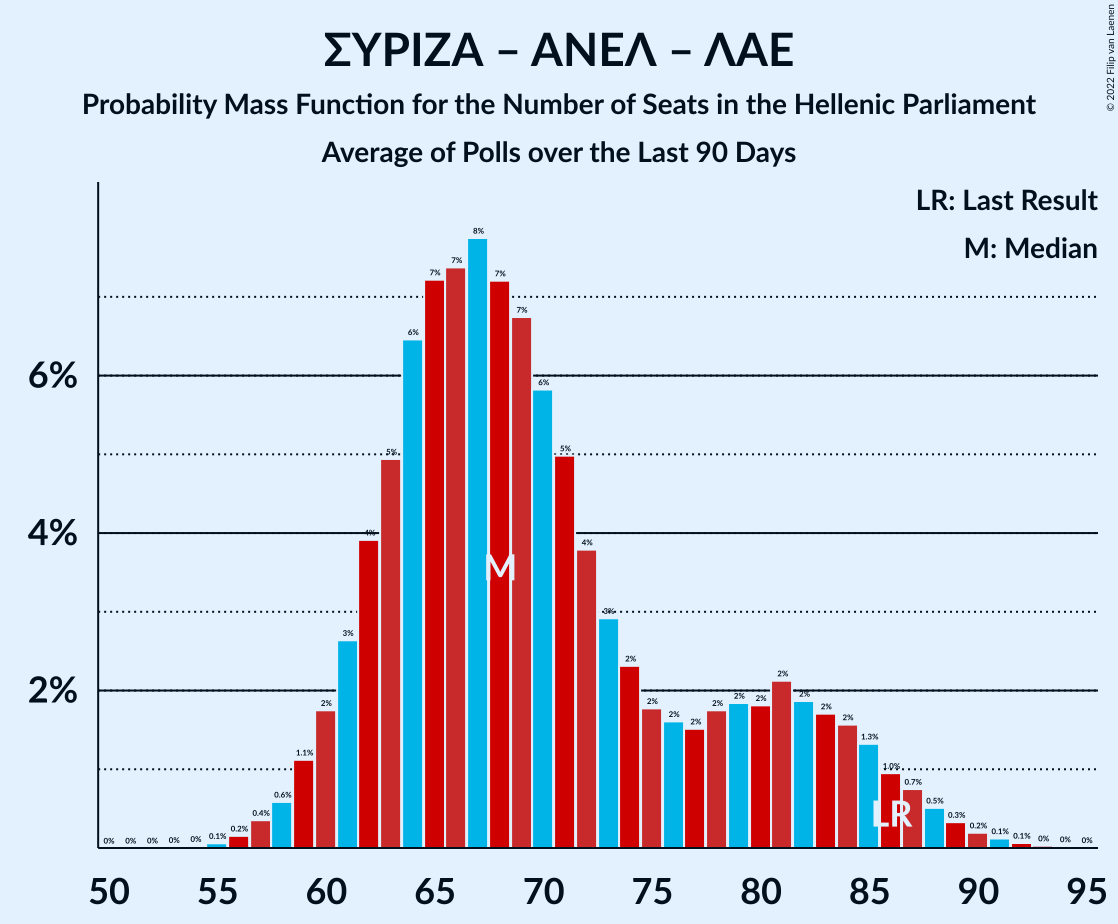 ΣΥΡΙΖΑ – ΑΝΕΛ – ΛΑΕ
Probability Mass Function for the Number of Seats in the Hellenic Parliament
Average of Polls over the Last 90 Days
© 2022 Filip van Laenen
LR: Last Result
M: Median
6%
4%
2%
0% 0% 0% 0% 0% 0.1% 0.2% 0.4% 0.6% 1.1% 2% 3% 4% 5% 6% 7% 7% 8% 7% 7% 6% 5% 4% 3% 2% 2% 2% 2% 2% 2% 2% 2% 2% 2% 2% 1.3% 1.0% 0.7% 0.5% 0.3% 0.2% 0.1% 0.1% 0% 0% 0%
M
LR
50 55 60 65 70 75 80 85 90 95